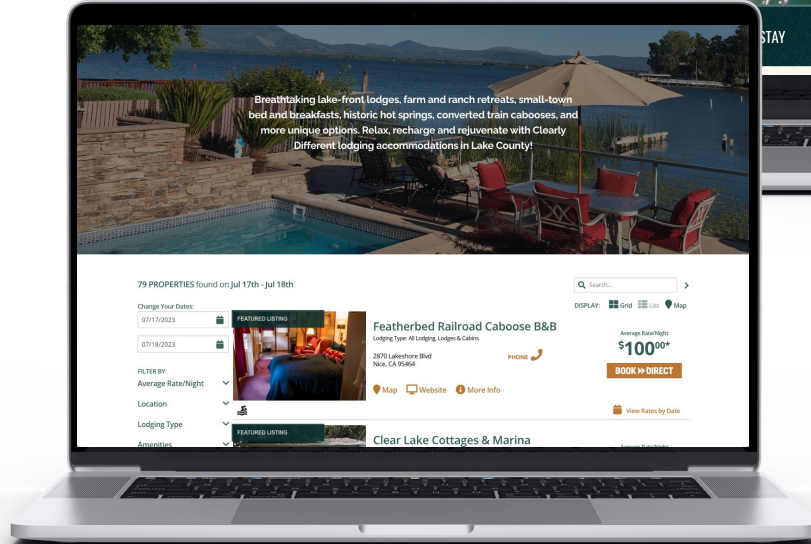 STAY
Breathtaking lake-front lodges, farm and ranch retreats, small-town
bed and breakfasts, historic hot springs, converted train cabooses, and
more unique options. Relax, recharge and rejuvenate with Clearly
Different lodging accommodations in Lake County!
79 PROPERTIES found on Jul 17th - Jul 18th
Search...
DISPLAY: Grid List Map
Change Your Dates:
07/17/2023
07/18/2023
FILTER BY:
Average Rate/Night
Location
Lodging Type
Amenities
FEATURED LISTING
Featherbed Railroad Caboose B&B
Lodging Type: All Lodging, Lodges & Cabins
2870 Lakeshore Blvd
Nice, CA 95464
PHONE
Map Website More Info
Average Rate/Night
$100⁰⁰*
BOOK >> DIRECT
View Rates by Date
FEATURED LISTING
Clear Lake Cottages & Marina
Average Rate/Night